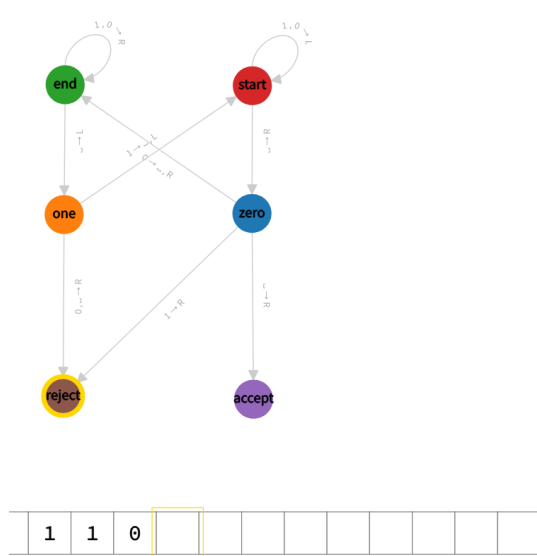 1,0→R
1,0→L
end
start
␣→L
␣→R
1→␣,L
0→␣,R
one
zero
0,␣→R
1→R
␣→R
reject
accept
1 1 0